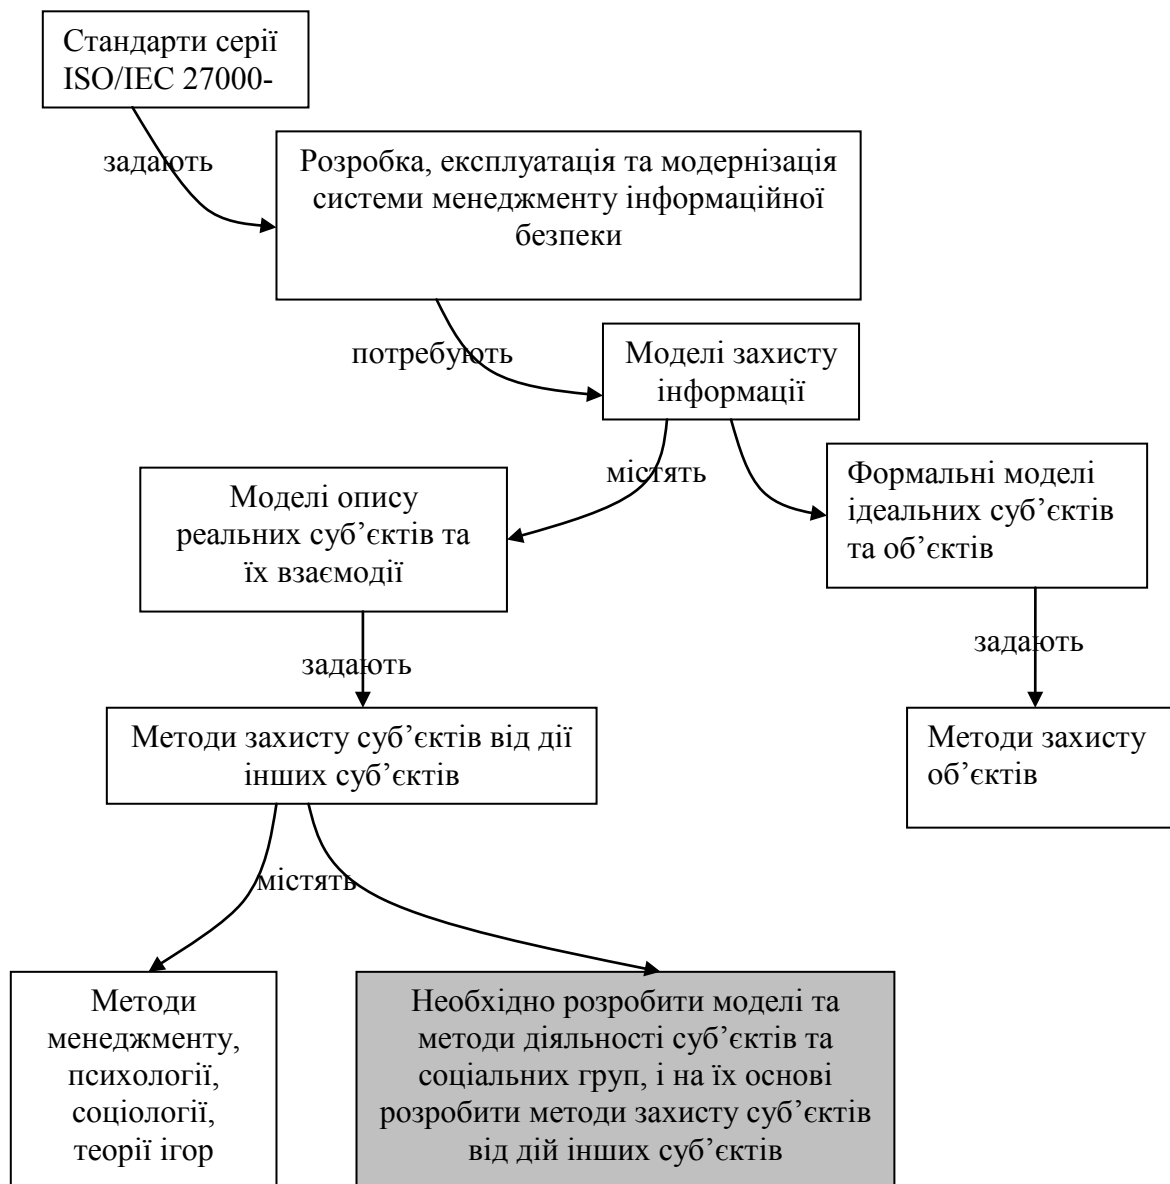 Стандарти серії
ISO/IEC 27000-
задають
Розробка, експлуатація та модернізація
системи менеджменту інформаційної
безпеки
потребують
Моделі захисту
інформації
містять
Моделі опису
реальних суб’єктів та
їх взаємодії
Формальні моделі
ідеальних суб’єктів
та об’єктів
задають
задають
Методи захисту суб’єктів від дії
інших суб’єктів
Методи захисту
об’єктів
містять
Методи
менеджменту,
психології,
соціології,
теорії ігор
Необхідно розробити моделі та
методи діяльності суб’єктів та
соціальних груп, і на їх основі
розробити методи захисту суб’єктів
від дій інших суб’єктів